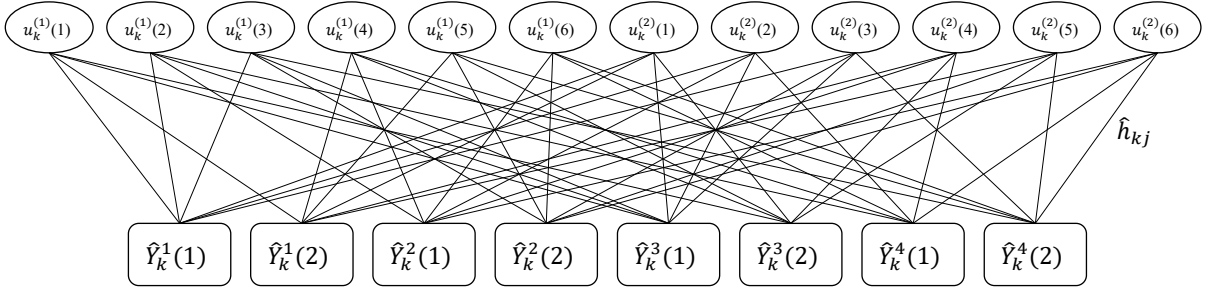 u_k^{(1)}(1) u_k^{(1)}(2) u_k^{(1)}(3) u_k^{(1)}(4) u_k^{(1)}(5) u_k^{(1)}(6) u_k^{(2)}(1) u_k^{(2)}(2) u_k^{(2)}(3) u_k^{(2)}(4) u_k^{(2)}(5) u_k^{(2)}(6)
ĥ_{kj}
Ŷ_k^1(1) Ŷ_k^1(2) Ŷ_k^2(1) Ŷ_k^2(2) Ŷ_k^3(1) Ŷ_k^3(2) Ŷ_k^4(1) Ŷ_k^4(2)